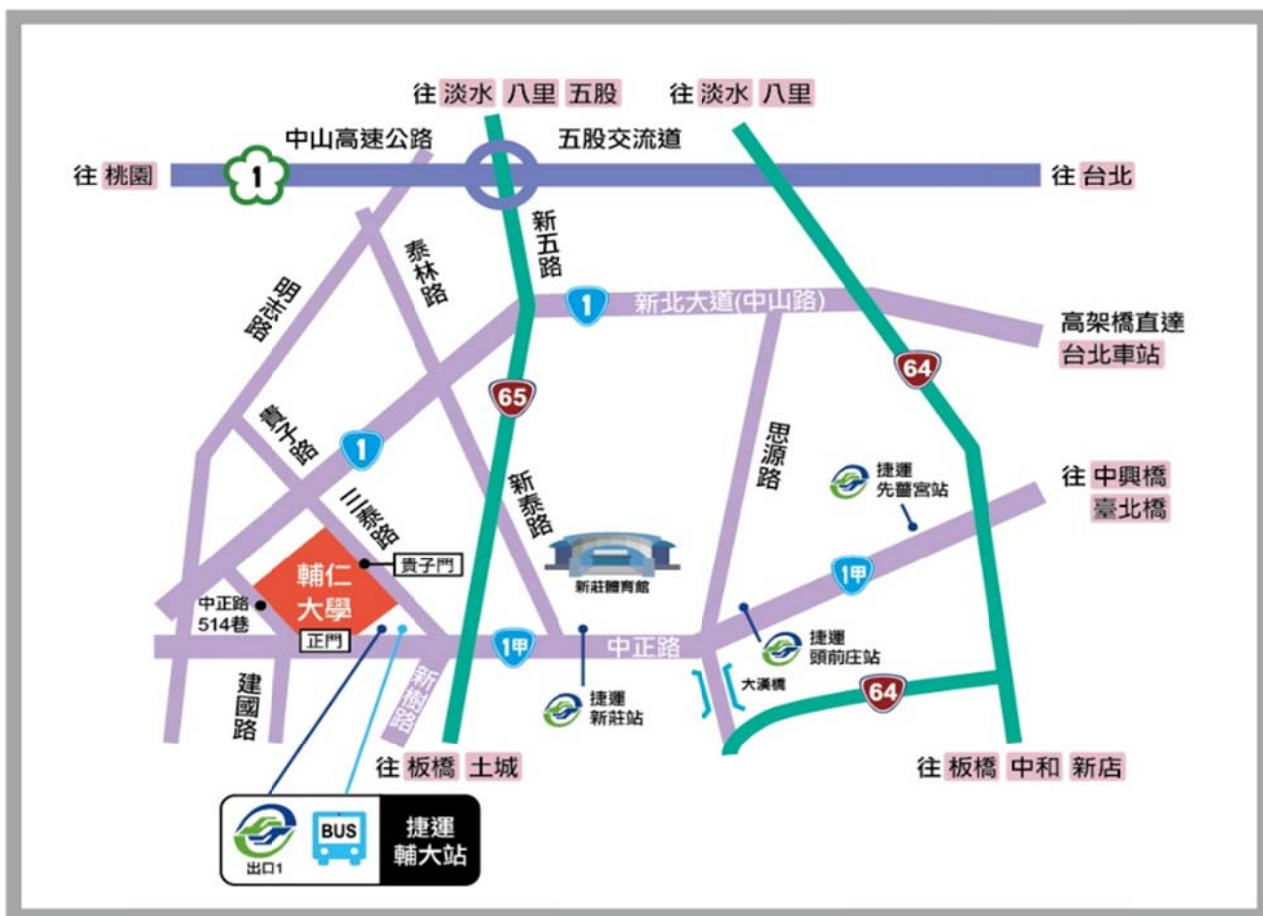 往 淡水 八里 五股
往 淡水 八里
中山高速公路
五股交流道
往 桃園
1
往 台北
新五路
泰林路
明志路
1
新北大道(中山路)
高架橋直達
台北車站
64
65
貴子路
1
思源路
捷運
先嗇宮站
往 中興橋
臺北橋
三泰路
新泰路
貴子門
新莊體育館
1甲
輔仁
大學
中正路
514巷
正門
1甲
中正路
捷運
頭前庄站
建國路
新樹路
捷運
新莊站
大漢橋
64
往 板橋 土城
往 板橋 中和 新店
出口1
BUS
捷運
輔大站